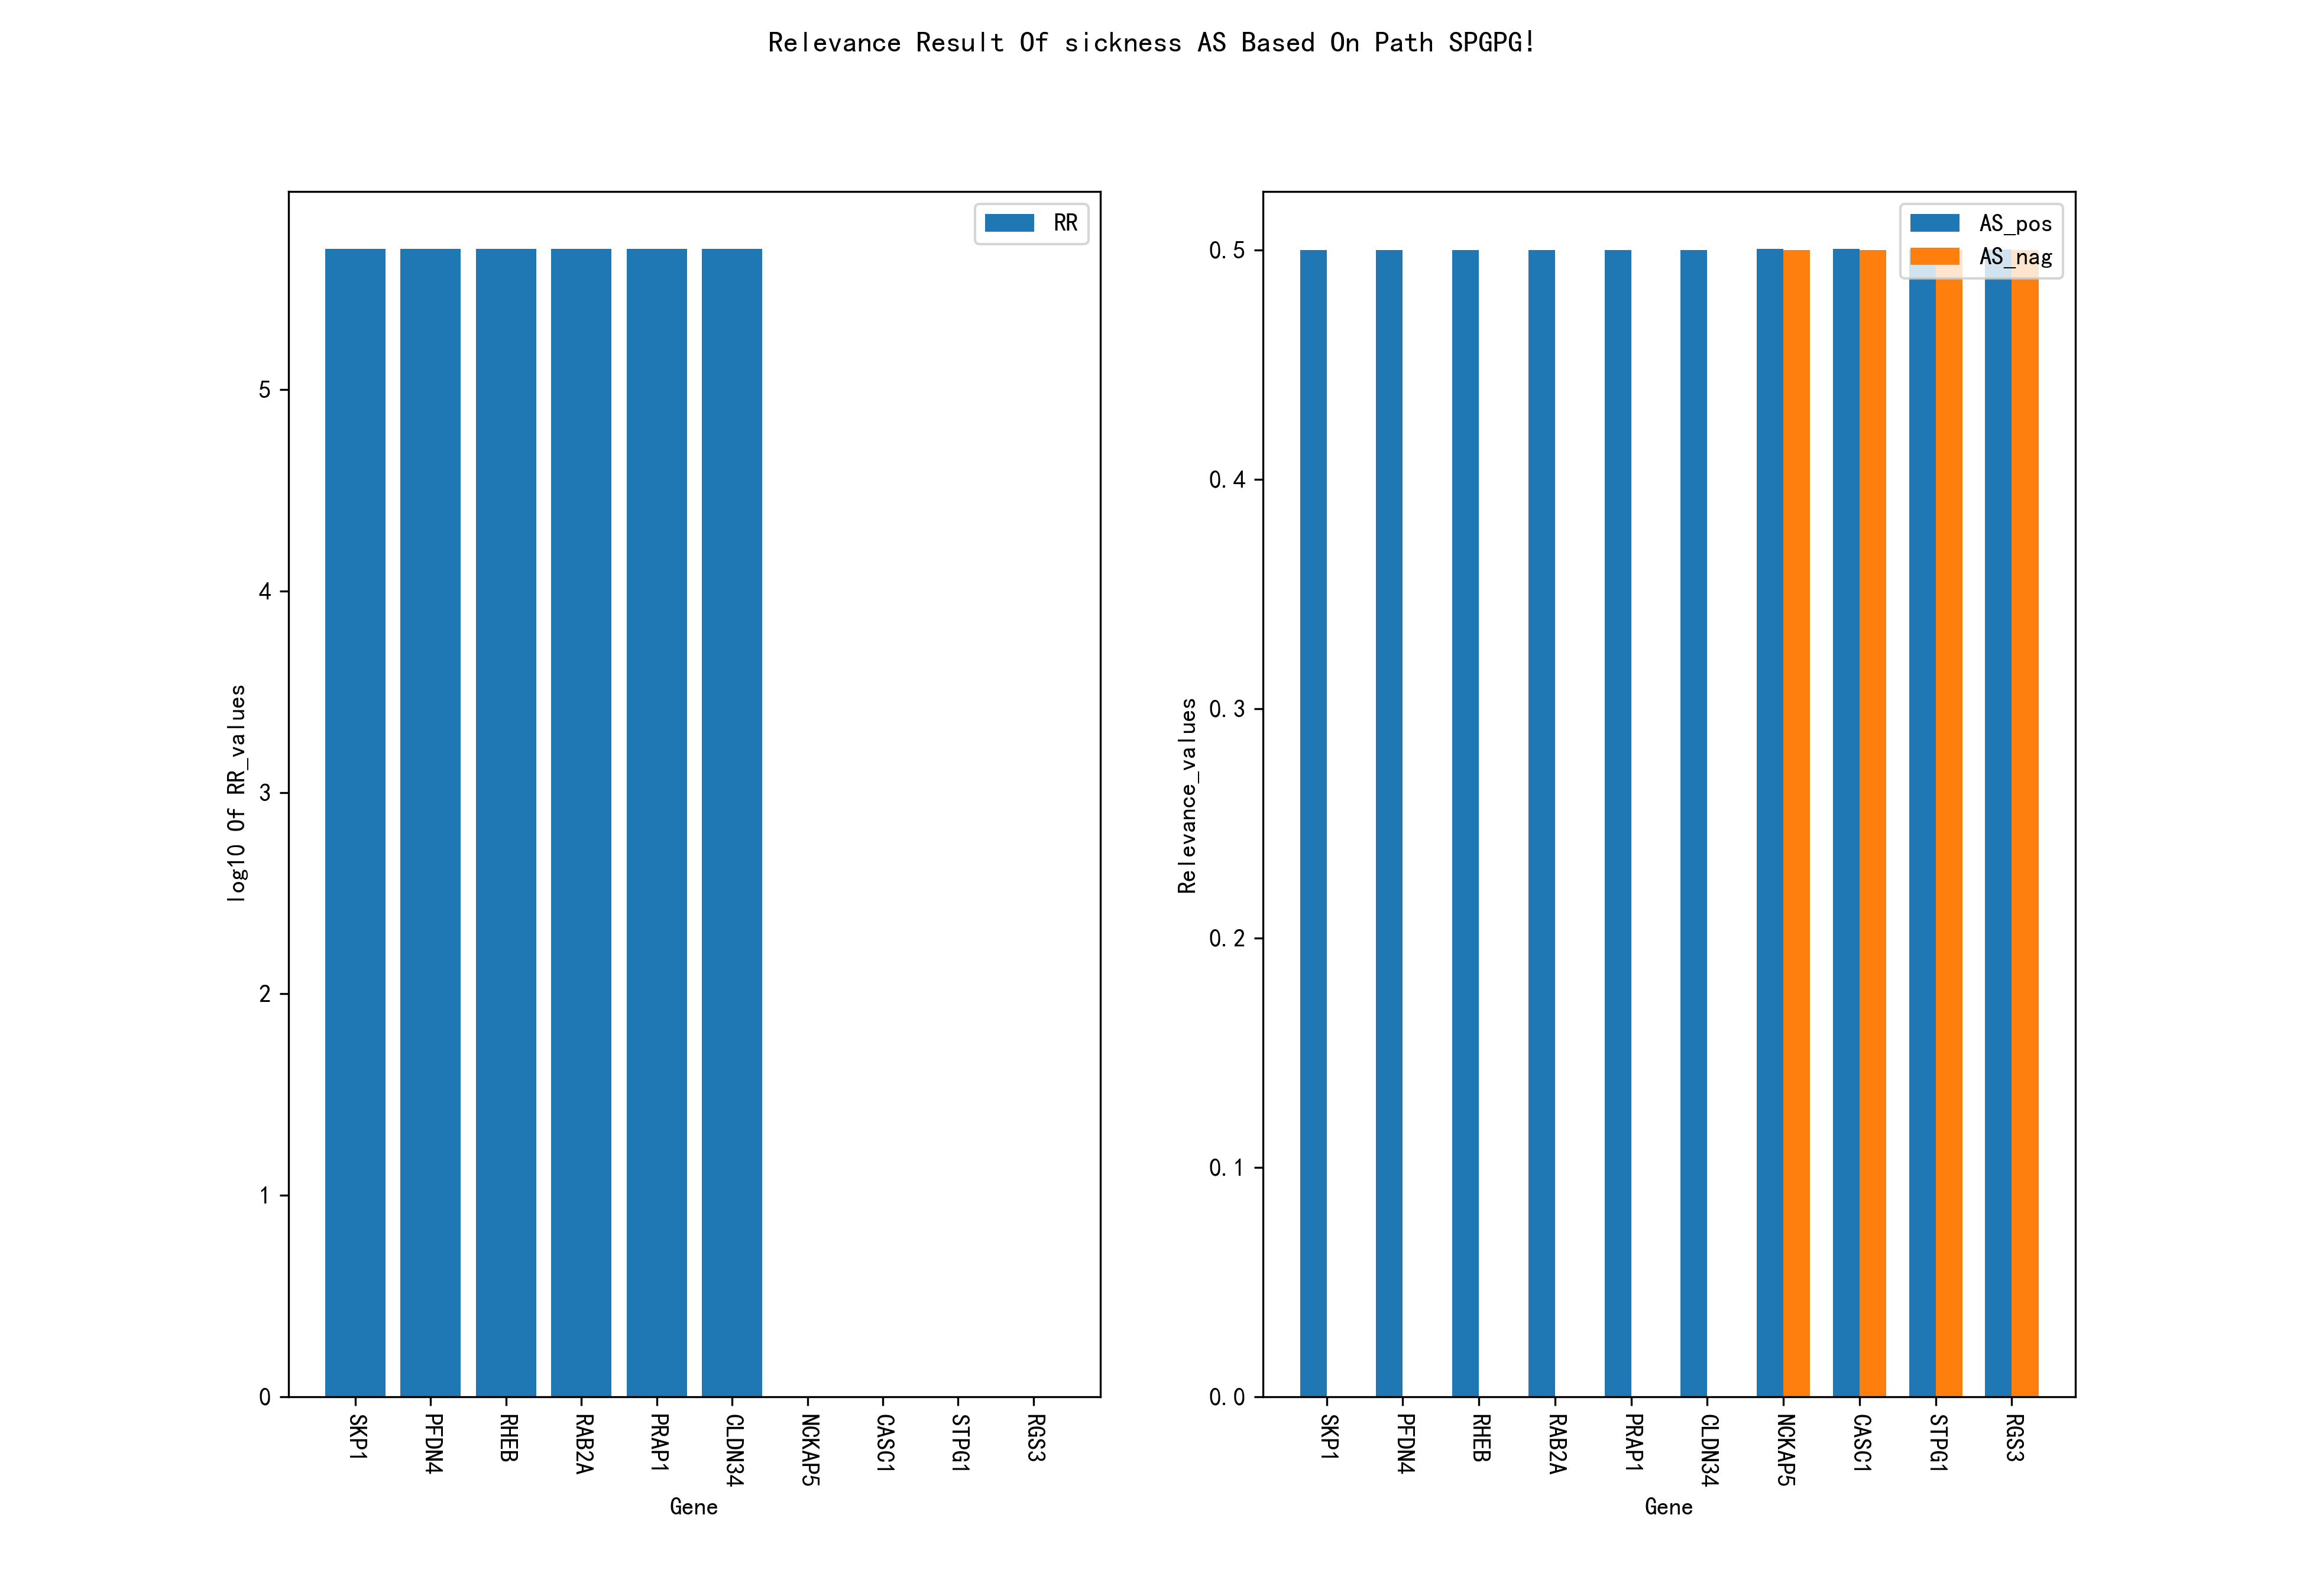 Relevance Result Of sickness AS Based On Path SPGPG!
RR
5
4
3
2
1
0
log10 Of RR_values
SKP1
PFDN4
RHEB
RAB2A
PRAP1
CLDN34
NCKAP5
CASC1
STPG1
RGS3
Gene
AS_pos
AS_nag
0.5
0.4
0.3
0.2
0.1
0.0
Relevance_values
SKP1
PFDN4
RHEB
RAB2A
PRAP1
CLDN34
NCKAP5
CASC1
STPG1
RGS3
Gene